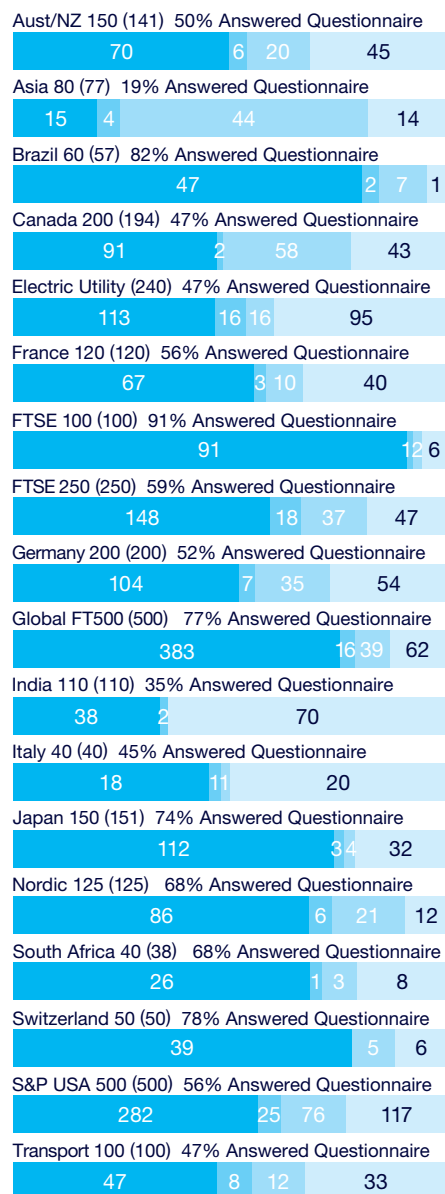 Aust/NZ 150 (141) 50% Answered Questionnaire
70 6 20 45
Asia 80 (77) 19% Answered Questionnaire
15 4 44 14
Brazil 60 (57) 82% Answered Questionnaire
47 2 7 1
Canada 200 (194) 47% Answered Questionnaire
91 2 58 43
Electric Utility (240) 47% Answered Questionnaire
113 16 16 95
France 120 (120) 56% Answered Questionnaire
67 3 10 40
FTSE 100 (100) 91% Answered Questionnaire
91 1 2 6
FTSE 250 (250) 59% Answered Questionnaire
148 18 37 47
Germany 200 (200) 52% Answered Questionnaire
104 7 35 54
Global FT500 (500) 77% Answered Questionnaire
383 16 39 62
India 110 (110) 35% Answered Questionnaire
38 2 70
Italy 40 (40) 45% Answered Questionnaire
18 1 1 20
Japan 150 (151) 74% Answered Questionnaire
112 3 4 32
Nordic 125 (125) 68% Answered Questionnaire
86 6 21 12
South Africa 40 (38) 68% Answered Questionnaire
26 1 3 8
Switzerland 50 (50) 78% Answered Questionnaire
39 5 6
S&P USA 500 (500) 56% Answered Questionnaire
282 25 76 117
Transport 100 (100) 47% Answered Questionnaire
47 8 12 33